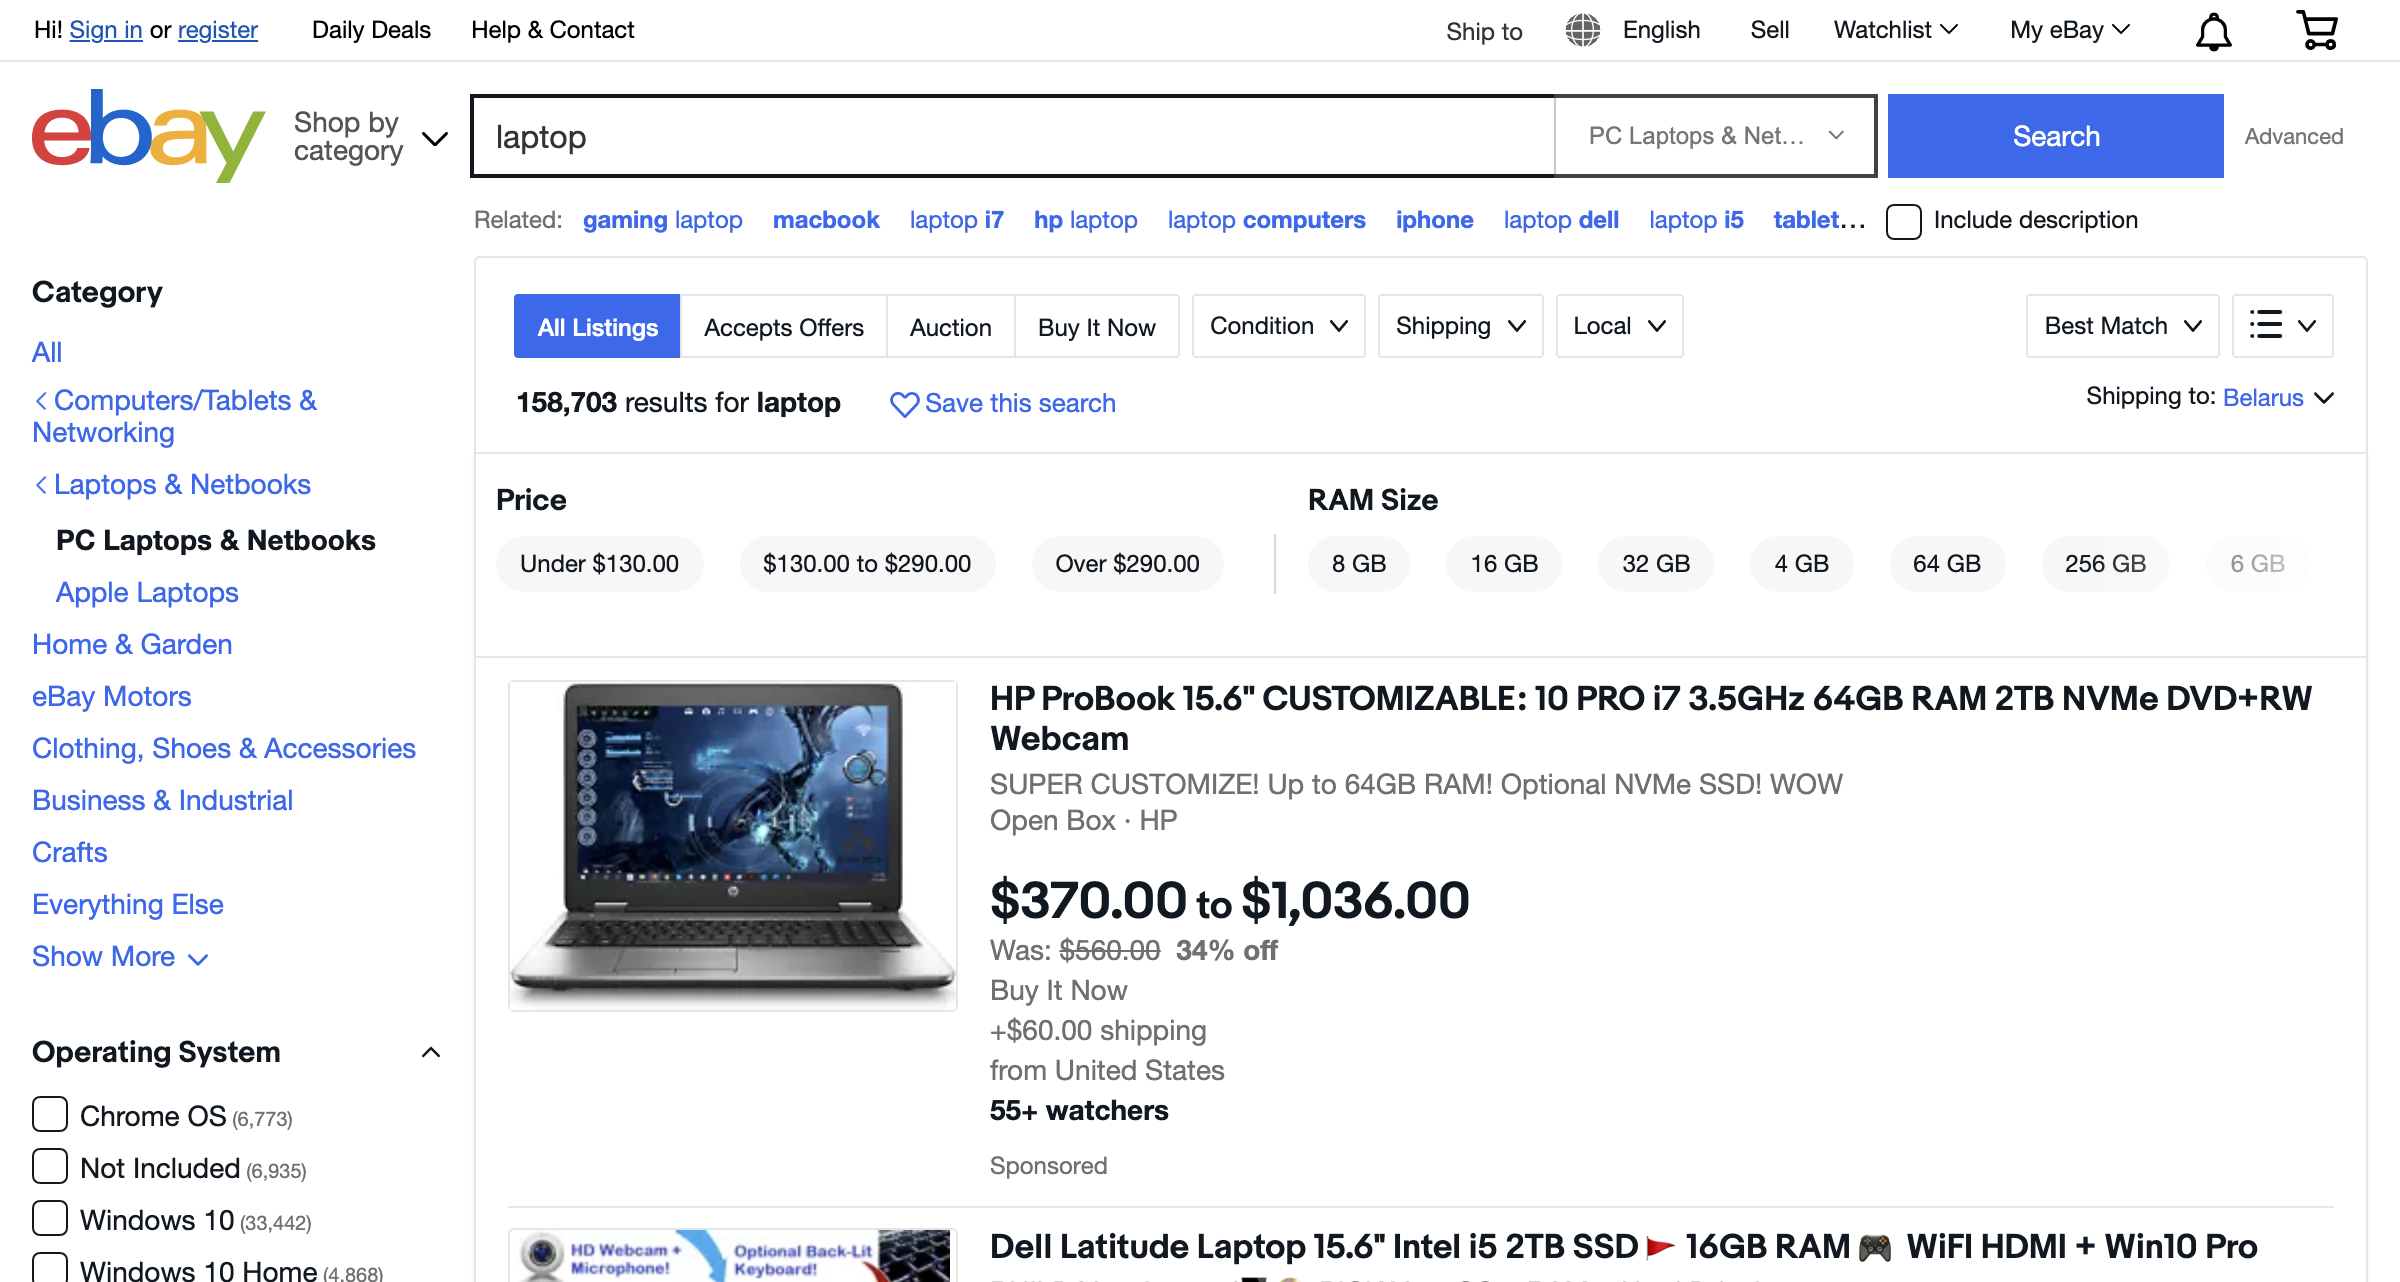 Hi! Sign in or register Daily Deals Help & Contact Ship to English Sell Watchlist My eBay
ebay
Shop by category
laptop PC Laptops & Net... Search Advanced
Related: gaming laptop macbook laptop i7 hp laptop laptop computers iphone laptop dell laptop i5 tablet... Include description
Category
All
Computers/Tablets &
Networking
Laptops & Netbooks
PC Laptops & Netbooks
Apple Laptops
Home & Garden
eBay Motors
Clothing, Shoes & Accessories
Business & Industrial
Crafts
Everything Else
Show More
Operating System
Chrome OS (6,773)
Not Included (6,935)
Windows 10 (33,442)
Windows 10 Home (4,868)
All Listings Accepts Offers Auction Buy It Now Condition Shipping Local Best Match
158,703 results for laptop Save this search Shipping to: Belarus
Price
Under $130.00 $130.00 to $290.00 Over $290.00
RAM Size
8 GB 16 GB 32 GB 4 GB 64 GB 256 GB 6 GB
HP ProBook 15.6" CUSTOMIZABLE: 10 PRO i7 3.5GHz 64GB RAM 2TB NVMe DVD+RW
Webcam
SUPER CUSTOMIZE! Up to 64GB RAM! Optional NVMe SSD! WOW
Open Box · HP
$370.00 to $1,036.00
Was: $560.00 34% off
Buy It Now
+$60.00 shipping
from United States
55+ watchers
Sponsored
HD Webcam +
Microphone!
Optional Back-Lit
Keyboard!
Dell Latitude Laptop 15.6" Intel i5 2TB SSD🚩 16GB RAM 🎮 WiFI HDMI + Win10 Pro